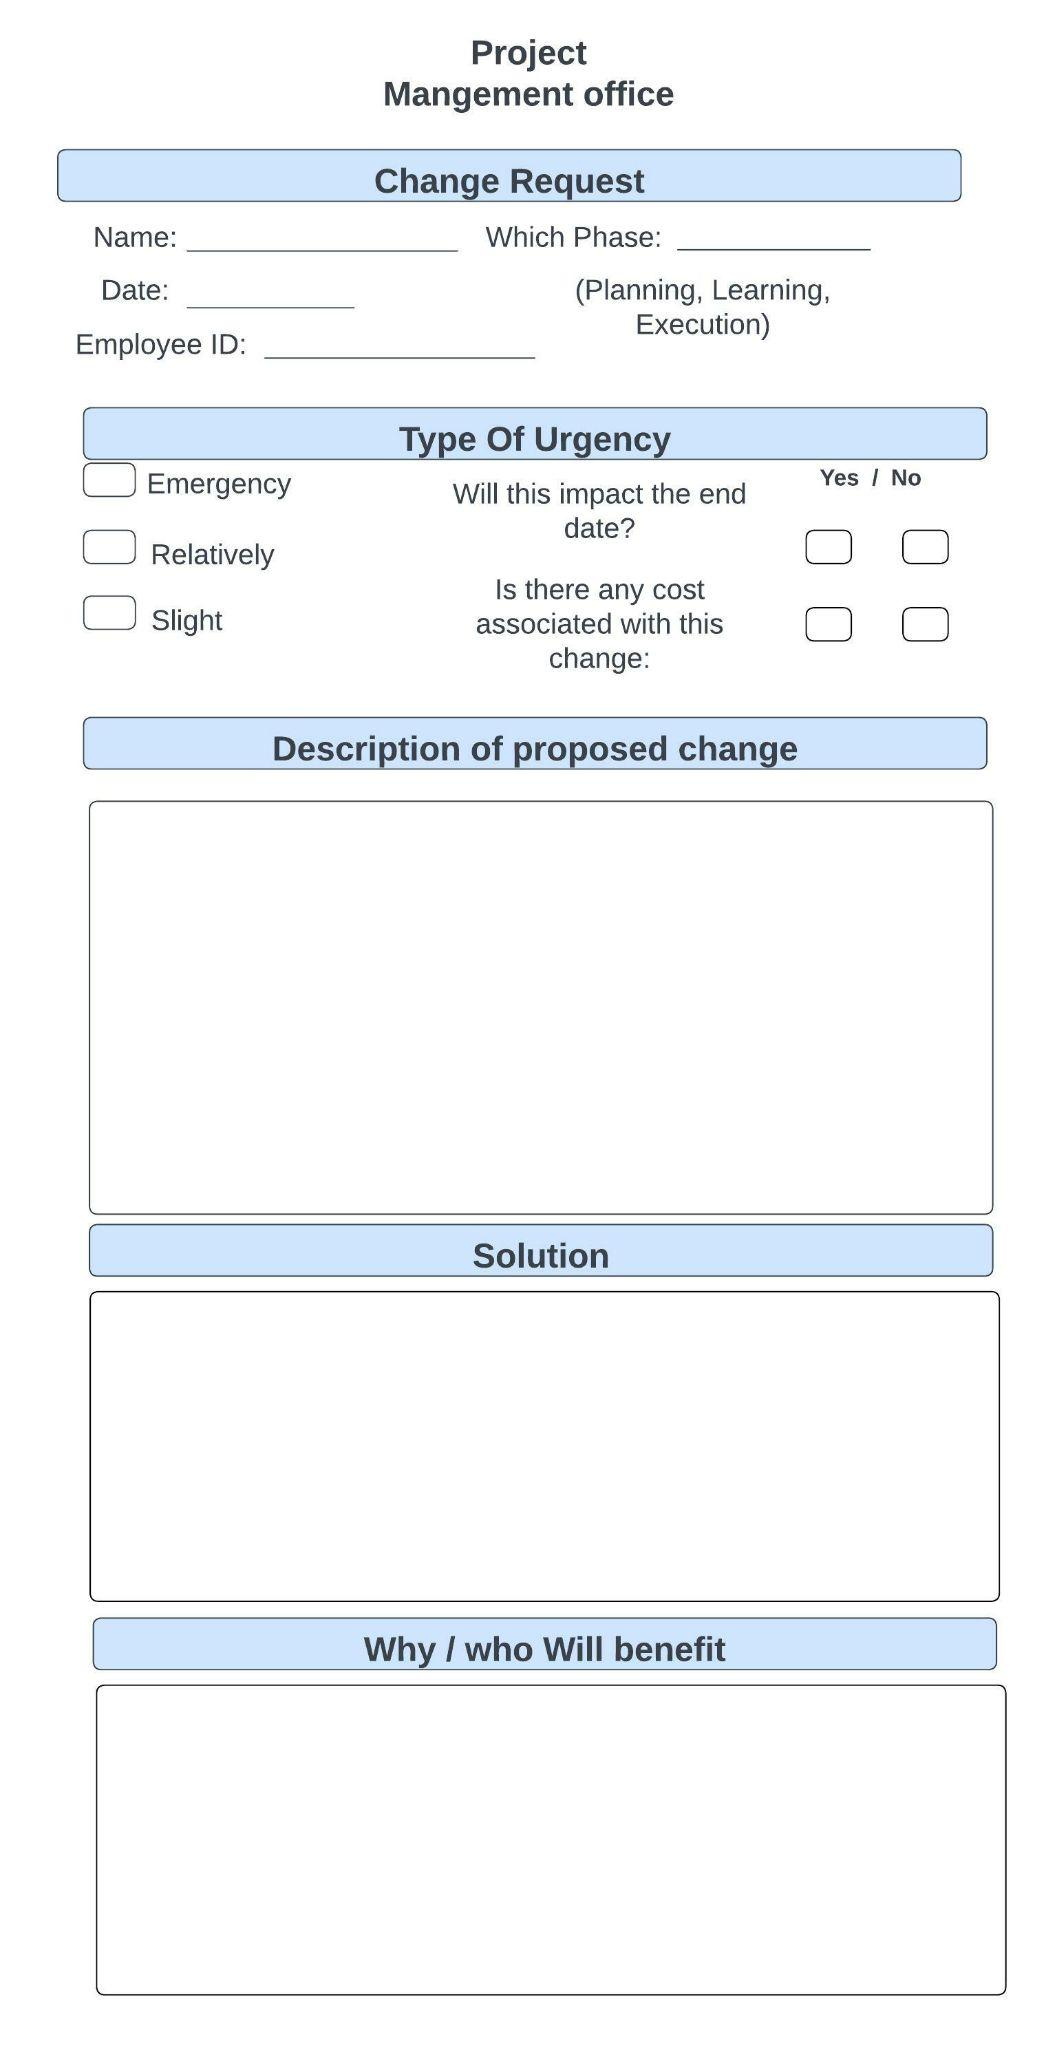 Project
Mangement office
Change Request
Name: Which Phase:
Date: (Planning, Learning,
Execution)
Employee ID:
Type Of Urgency
Emergency
Relatively
Slight
Yes / No
Will this impact the end
date?
Is there any cost
associated with this
change:
Description of proposed change
Solution
Why / who Will benefit